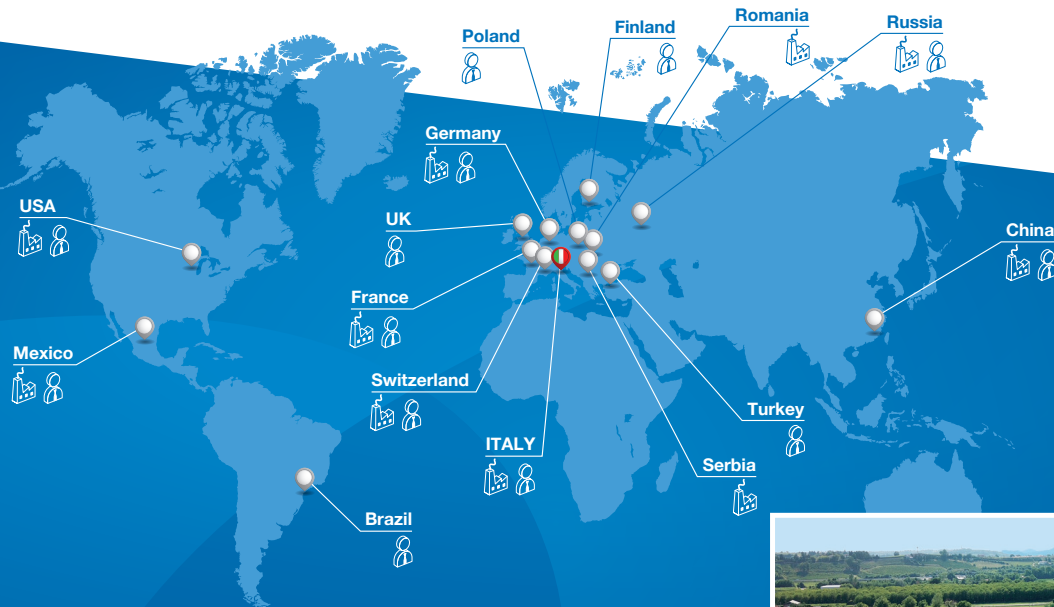 Romania
Finland
Russia
Poland
Germany
USA
UK
China
France
Mexico
Switzerland
Turkey
ITALY
Serbia
Brazil